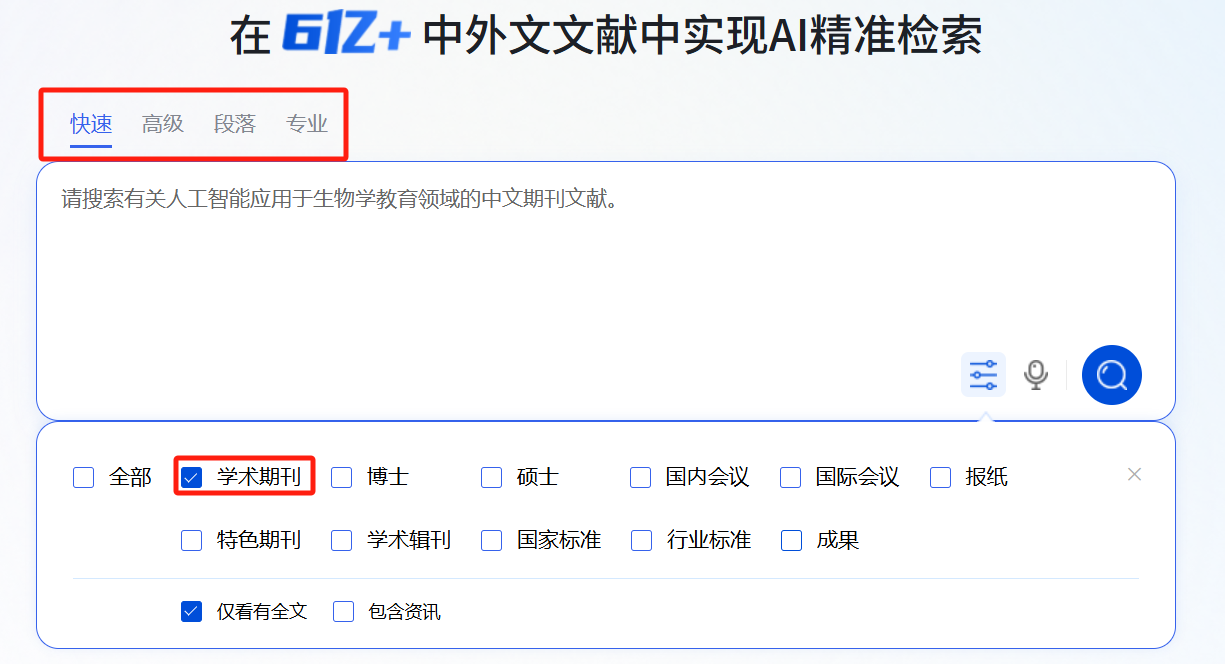 在 6亿+ 中外文文献中实现AI精准检索
快速 高级 段落 专业
请搜索有关人工智能应用于生物学教育领域的中文期刊文献。
全部 学术期刊 博士 硕士 国内会议 国际会议 报纸
特色期刊 学术辑刊 国家标准 行业标准 成果
仅看有全文 包含资讯